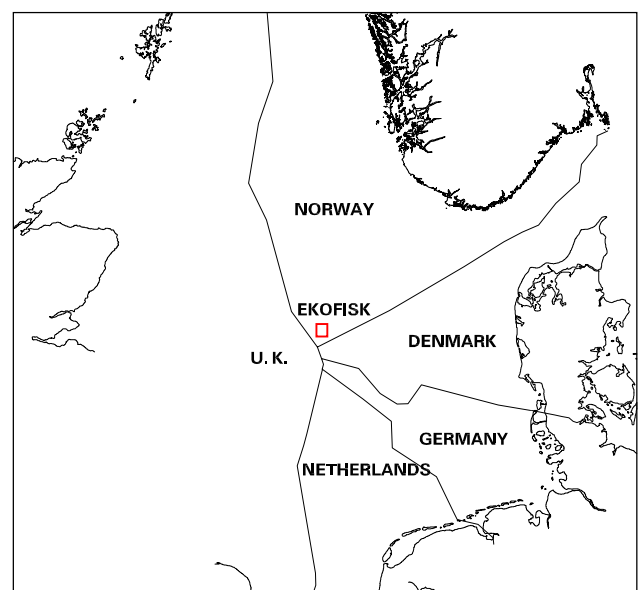 NORWAY
EKOFISK
DENMARK
U. K.
GERMANY
NETHERLANDS